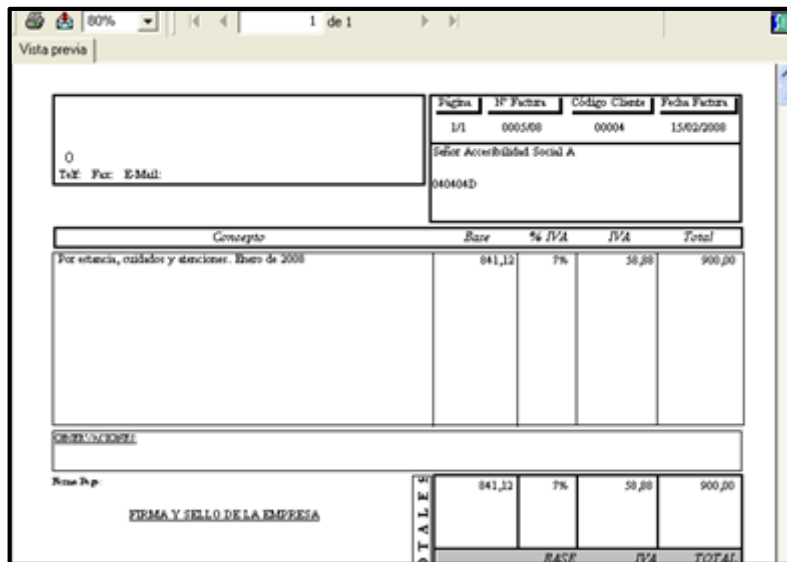 80% 1 de 1
Vista previa
Página Nº Factura Código Cliente Fecha Factura
1/1 0005/08 00004 15/02/2008
0
Telf: Fax: E-Mail:
Señor Accesibilidad Social A
040404D
Concepto Base % IVA IVA Total
Por estancia, cuidados y atenciones. Enero de 2008 841,12 7% 58,88 900,00
OBSERVACIONES:
841,12 7% 58,88 900,00
FIRMA Y SELLO DE LA EMPRESA
BASE IVA TOTAL